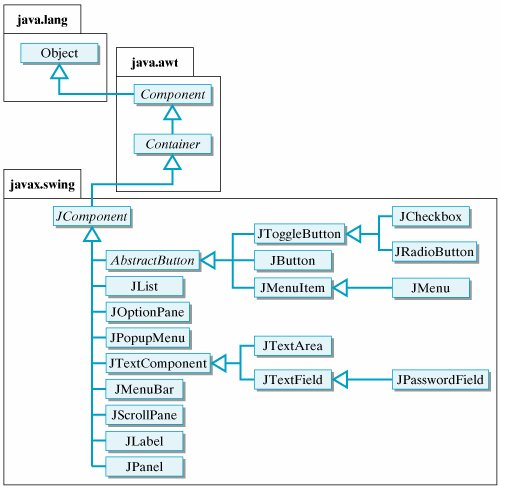 java.lang
Object
java.awt
Component
Container
javax.swing
JComponent
AbstractButton
JToggleButton
JCheckbox
JRadioButton
JButton
JMenuItem
JMenu
JList
JOptionPane
JPopupMenu
JTextComponent
JTextArea
JTextField
JPasswordField
JMenuBar
JScrollPane
JLabel
JPanel